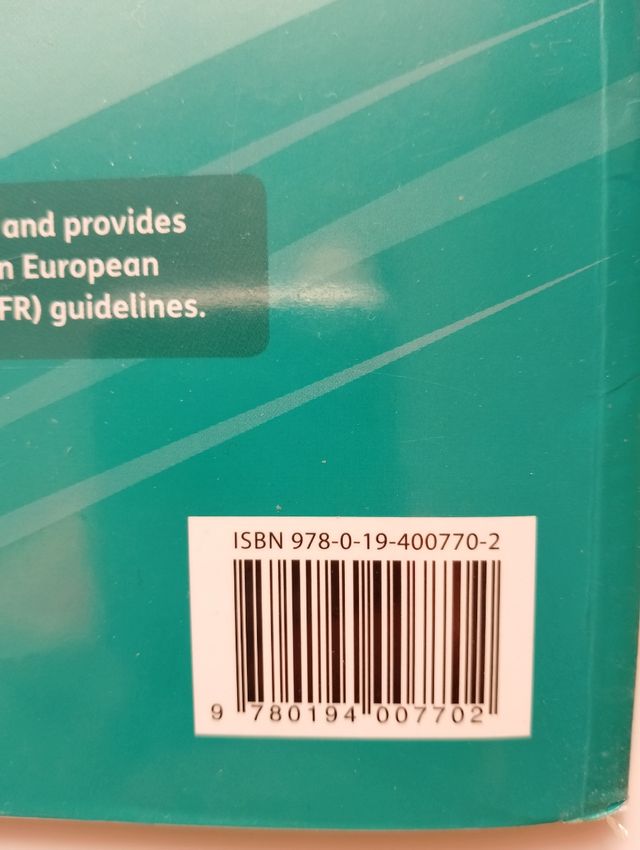 and provides
n European
FR) guidelines.
ISBN 978-0-19-400770-2
9 780194 007702